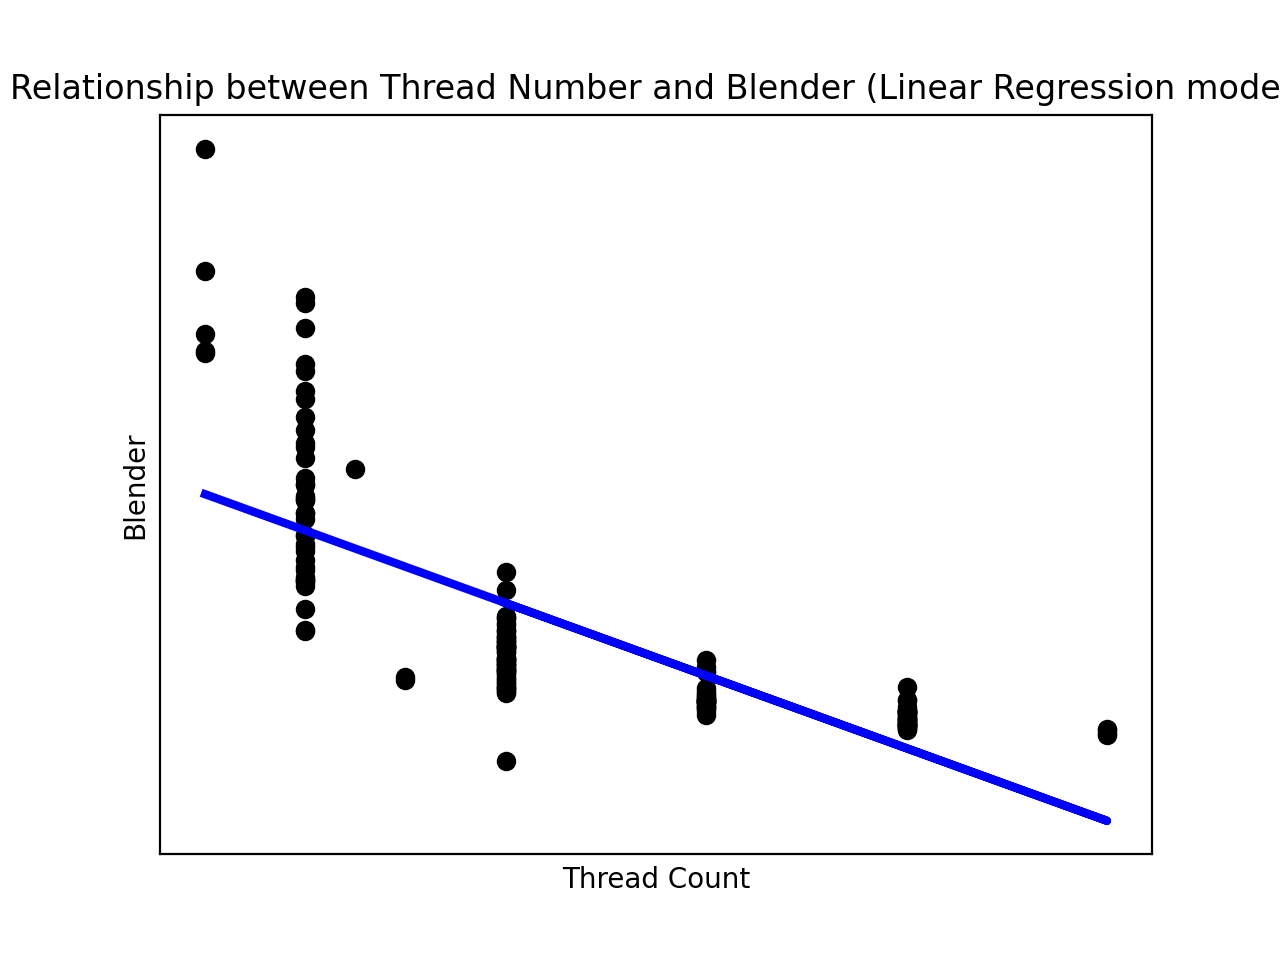 Relationship between Thread Number and Blender (Linear Regression mode
Blender
Thread Count